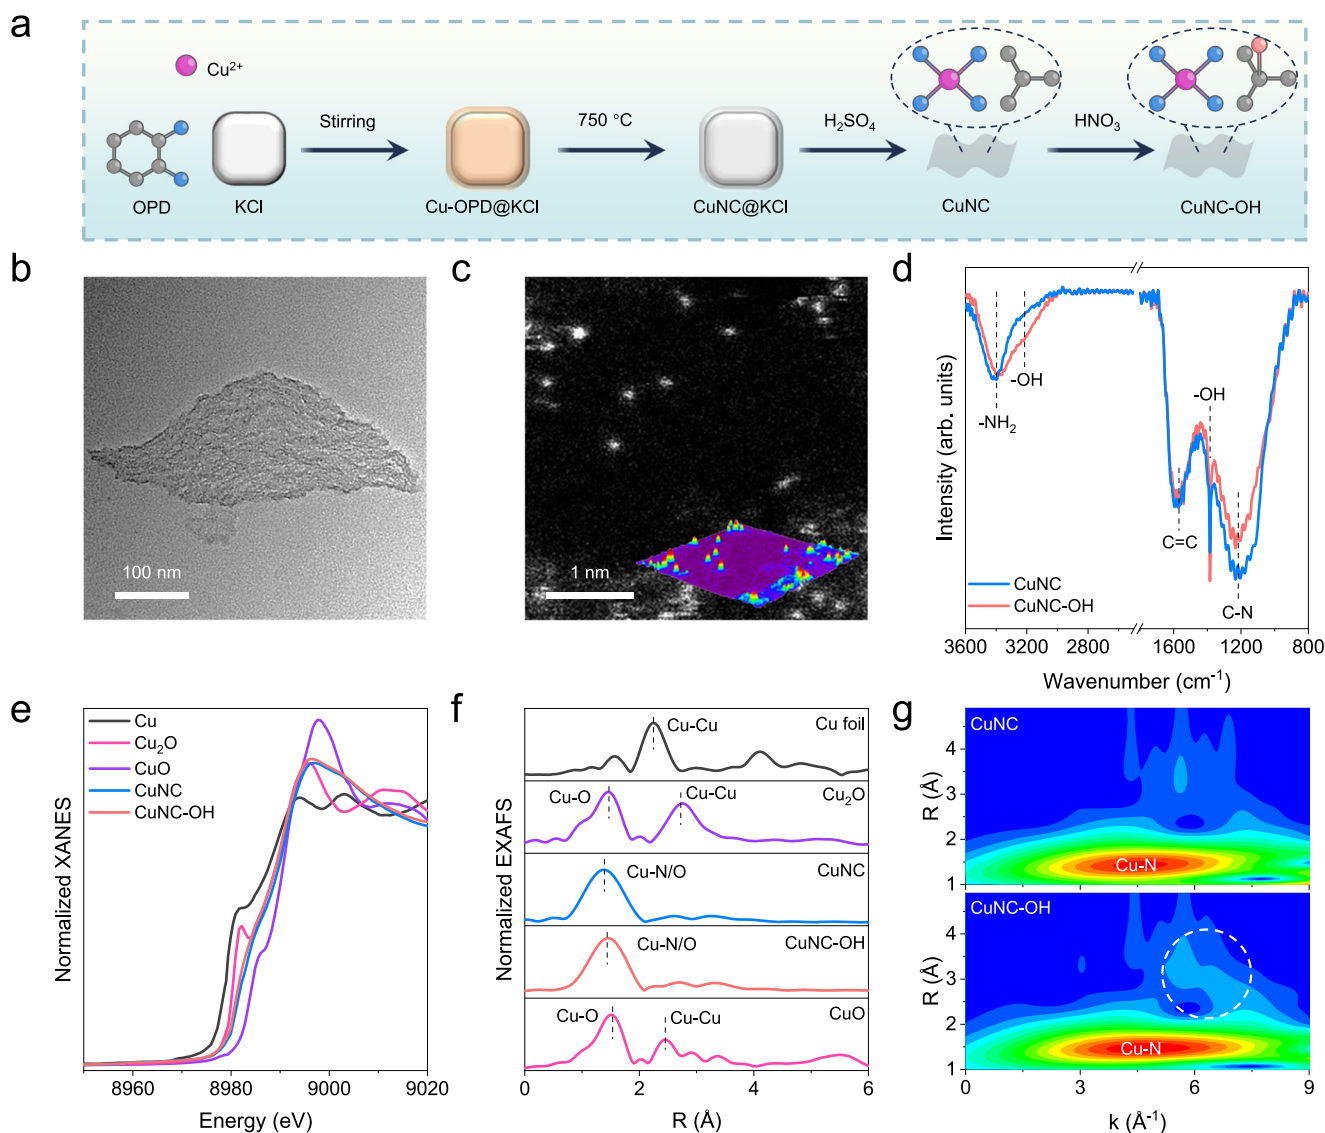 a
Cu²⁺
Stirring
750 °C
H₂SO₄
HNO₃
OPD
KCl
Cu-OPD@KCl
CuNC@KCl
CuNC
CuNC-OH
b
100 nm
c
1 nm
d
Intensity (arb. units)
-OH
-NH₂
-OH
C=C
C-N
CuNC
CuNC-OH
3600 3200 2800 1600 1200 800
Wavenumber (cm⁻¹)
e
Normalized XANES
Cu
Cu₂O
CuO
CuNC
CuNC-OH
8960 8980 9000 9020
Energy (eV)
f
Normalized EXAFS
Cu-Cu
Cu foil
Cu-O
Cu-Cu
Cu₂O
Cu-N/O
CuNC
Cu-N/O
CuNC-OH
Cu-O
Cu-Cu
CuO
0 1 2 3 4 5 6
R (Å)
g
CuNC
R (Å)
4
3
2
1
Cu-N
CuNC-OH
R (Å)
4
3
2
1
Cu-N
0 3 6 9
k (Å⁻¹)